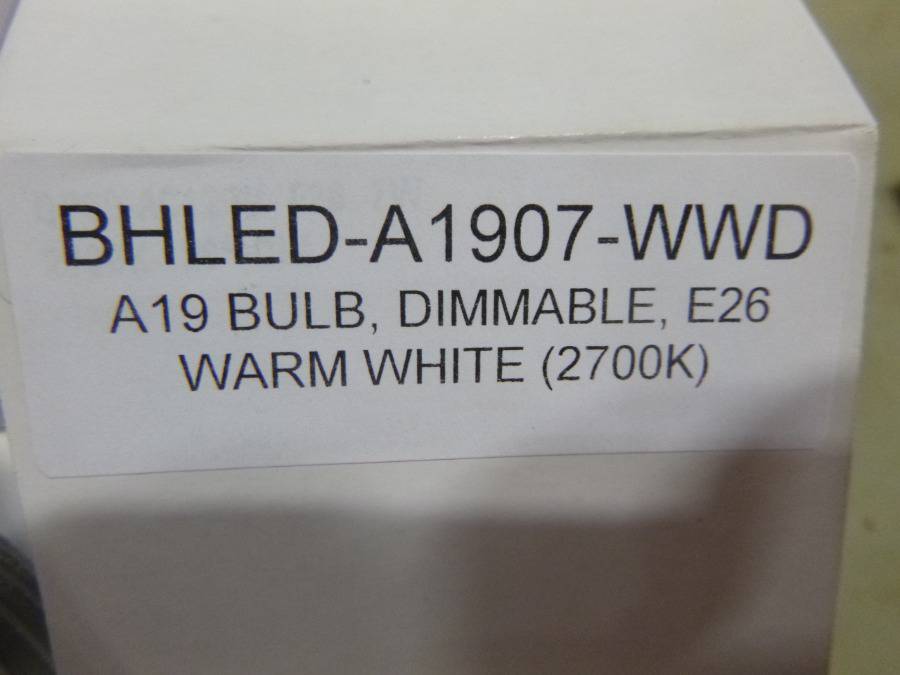 BHLED-A1907-WWD
A19 BULB, DIMMABLE, E26
WARM WHITE (2700K)